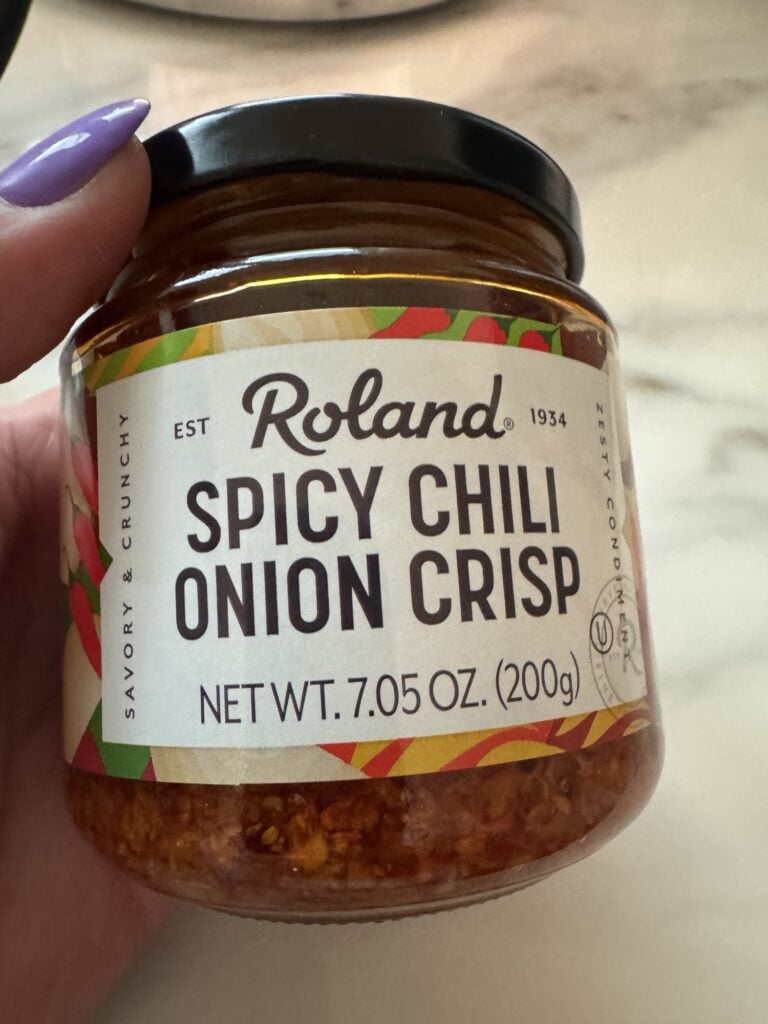 EST Roland® 1934
SPICY CHILI
ONION CRISP
NET WT. 7.05 OZ. (200g)
SAVORY & CRUNCHY
ZESTY CONDIMENT
U